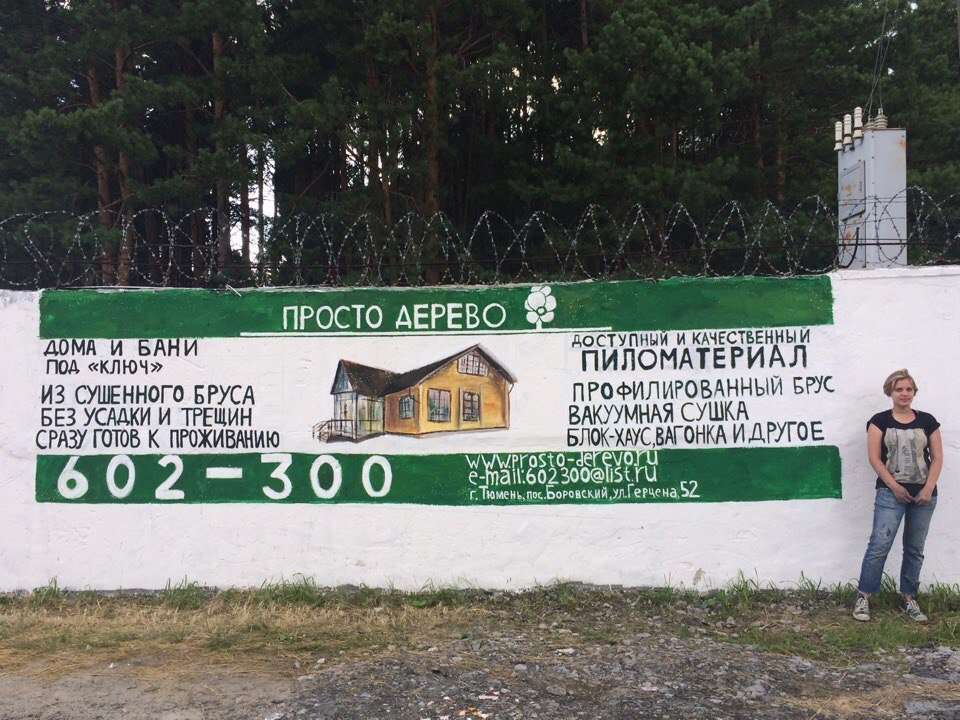 ПРОСТО ДЕРЕВО
ДОМА И БАНИ
ПОД «КЛЮЧ»
ИЗ СУШЕННОГО БРУСА
БЕЗ УСАДКИ И ТРЕЩИН
СРАЗУ ГОТОВ К ПРОЖИВАНИЮ
ДОСТУПНЫЙ И КАЧЕСТВЕННЫЙ
ПИЛОМАТЕРИАЛ
ПРОФИЛИРОВАННЫЙ БРУС
ВАКУУМНАЯ СУШКА
БЛОК-ХАУС, ВАГОНКА И ДРУГОЕ
602-300
www.prosto-derevo.ru
e-mail:602300@list.ru
г.Тюмень, пос.Боровский, ул.Герцена, 52